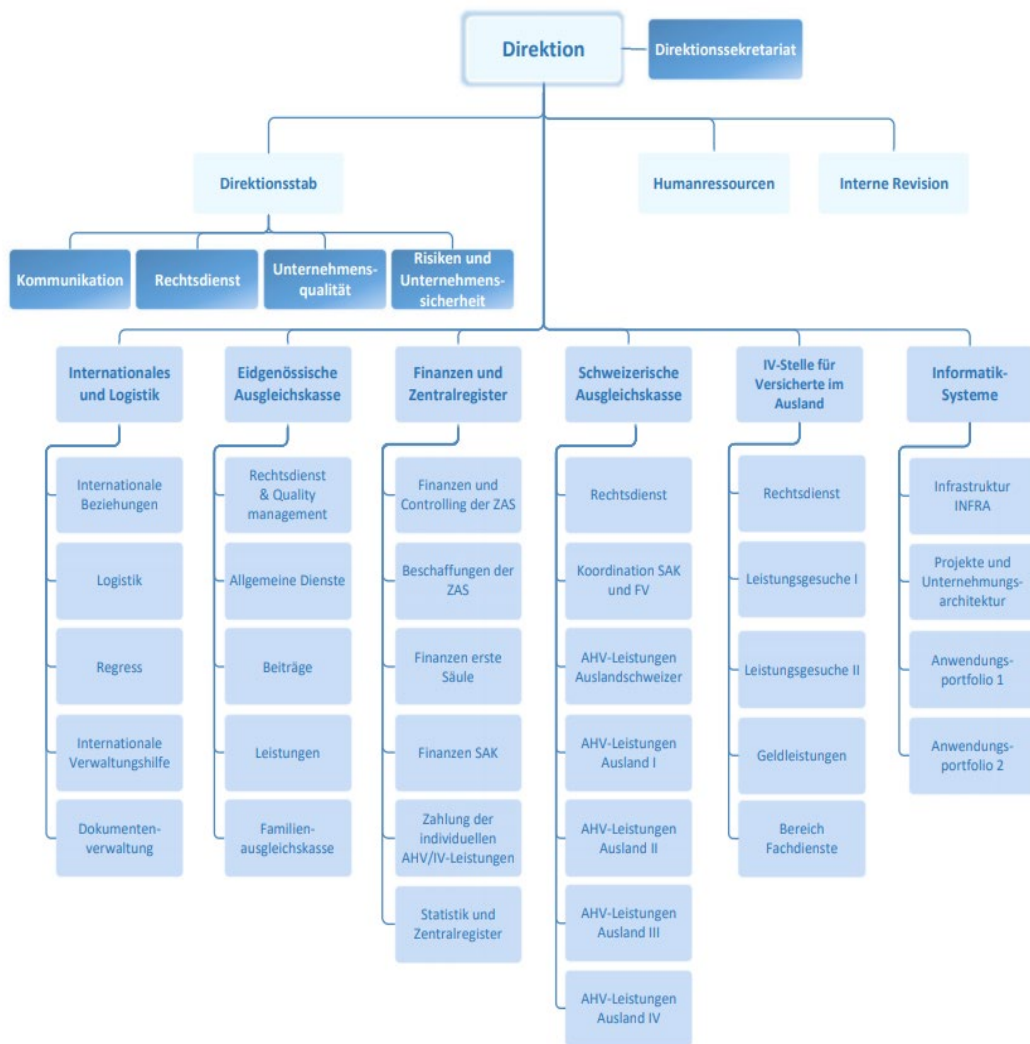 Direktion
Direktionssekretariat
Direktionsstab
Humanressourcen
Interne Revision
Kommunikation
Rechtsdienst
Unternehmens-
qualität
Risiken und
Unternehmens-
sicherheit
Internationales
und Logistik
Internationale
Beziehungen
Logistik
Regress
Internationale
Verwaltungshilfe
Dokumenten-
verwaltung
Eidgenössische
Ausgleichskasse
Rechtsdienst
& Quality
management
Allgemeine Dienste
Beiträge
Leistungen
Familien-
ausgleichskasse
Finanzen und
Zentralregister
Finanzen und
Controlling der ZAS
Beschaffungen der
ZAS
Finanzen erste
Säule
Finanzen SAK
Zahlung der
individuellen
AHV/IV-Leistungen
Statistik und
Zentralregister
Schweizerische
Ausgleichskasse
Rechtsdienst
Koordination SAK
und FV
AHV-Leistungen
Auslandschweizer
AHV-Leistungen
Ausland I
AHV-Leistungen
Ausland II
AHV-Leistungen
Ausland III
AHV-Leistungen
Ausland IV
IV-Stelle für
Versicherte im
Ausland
Rechtsdienst
Leistungsgesuche I
Leistungsgesuche II
Geldleistungen
Bereich
Fachdienste
Informatik-
Systeme
Infrastruktur
INFRA
Projekte und
Unternehmungs-
architektur
Anwendungs-
portfolio 1
Anwendungs-
portfolio 2